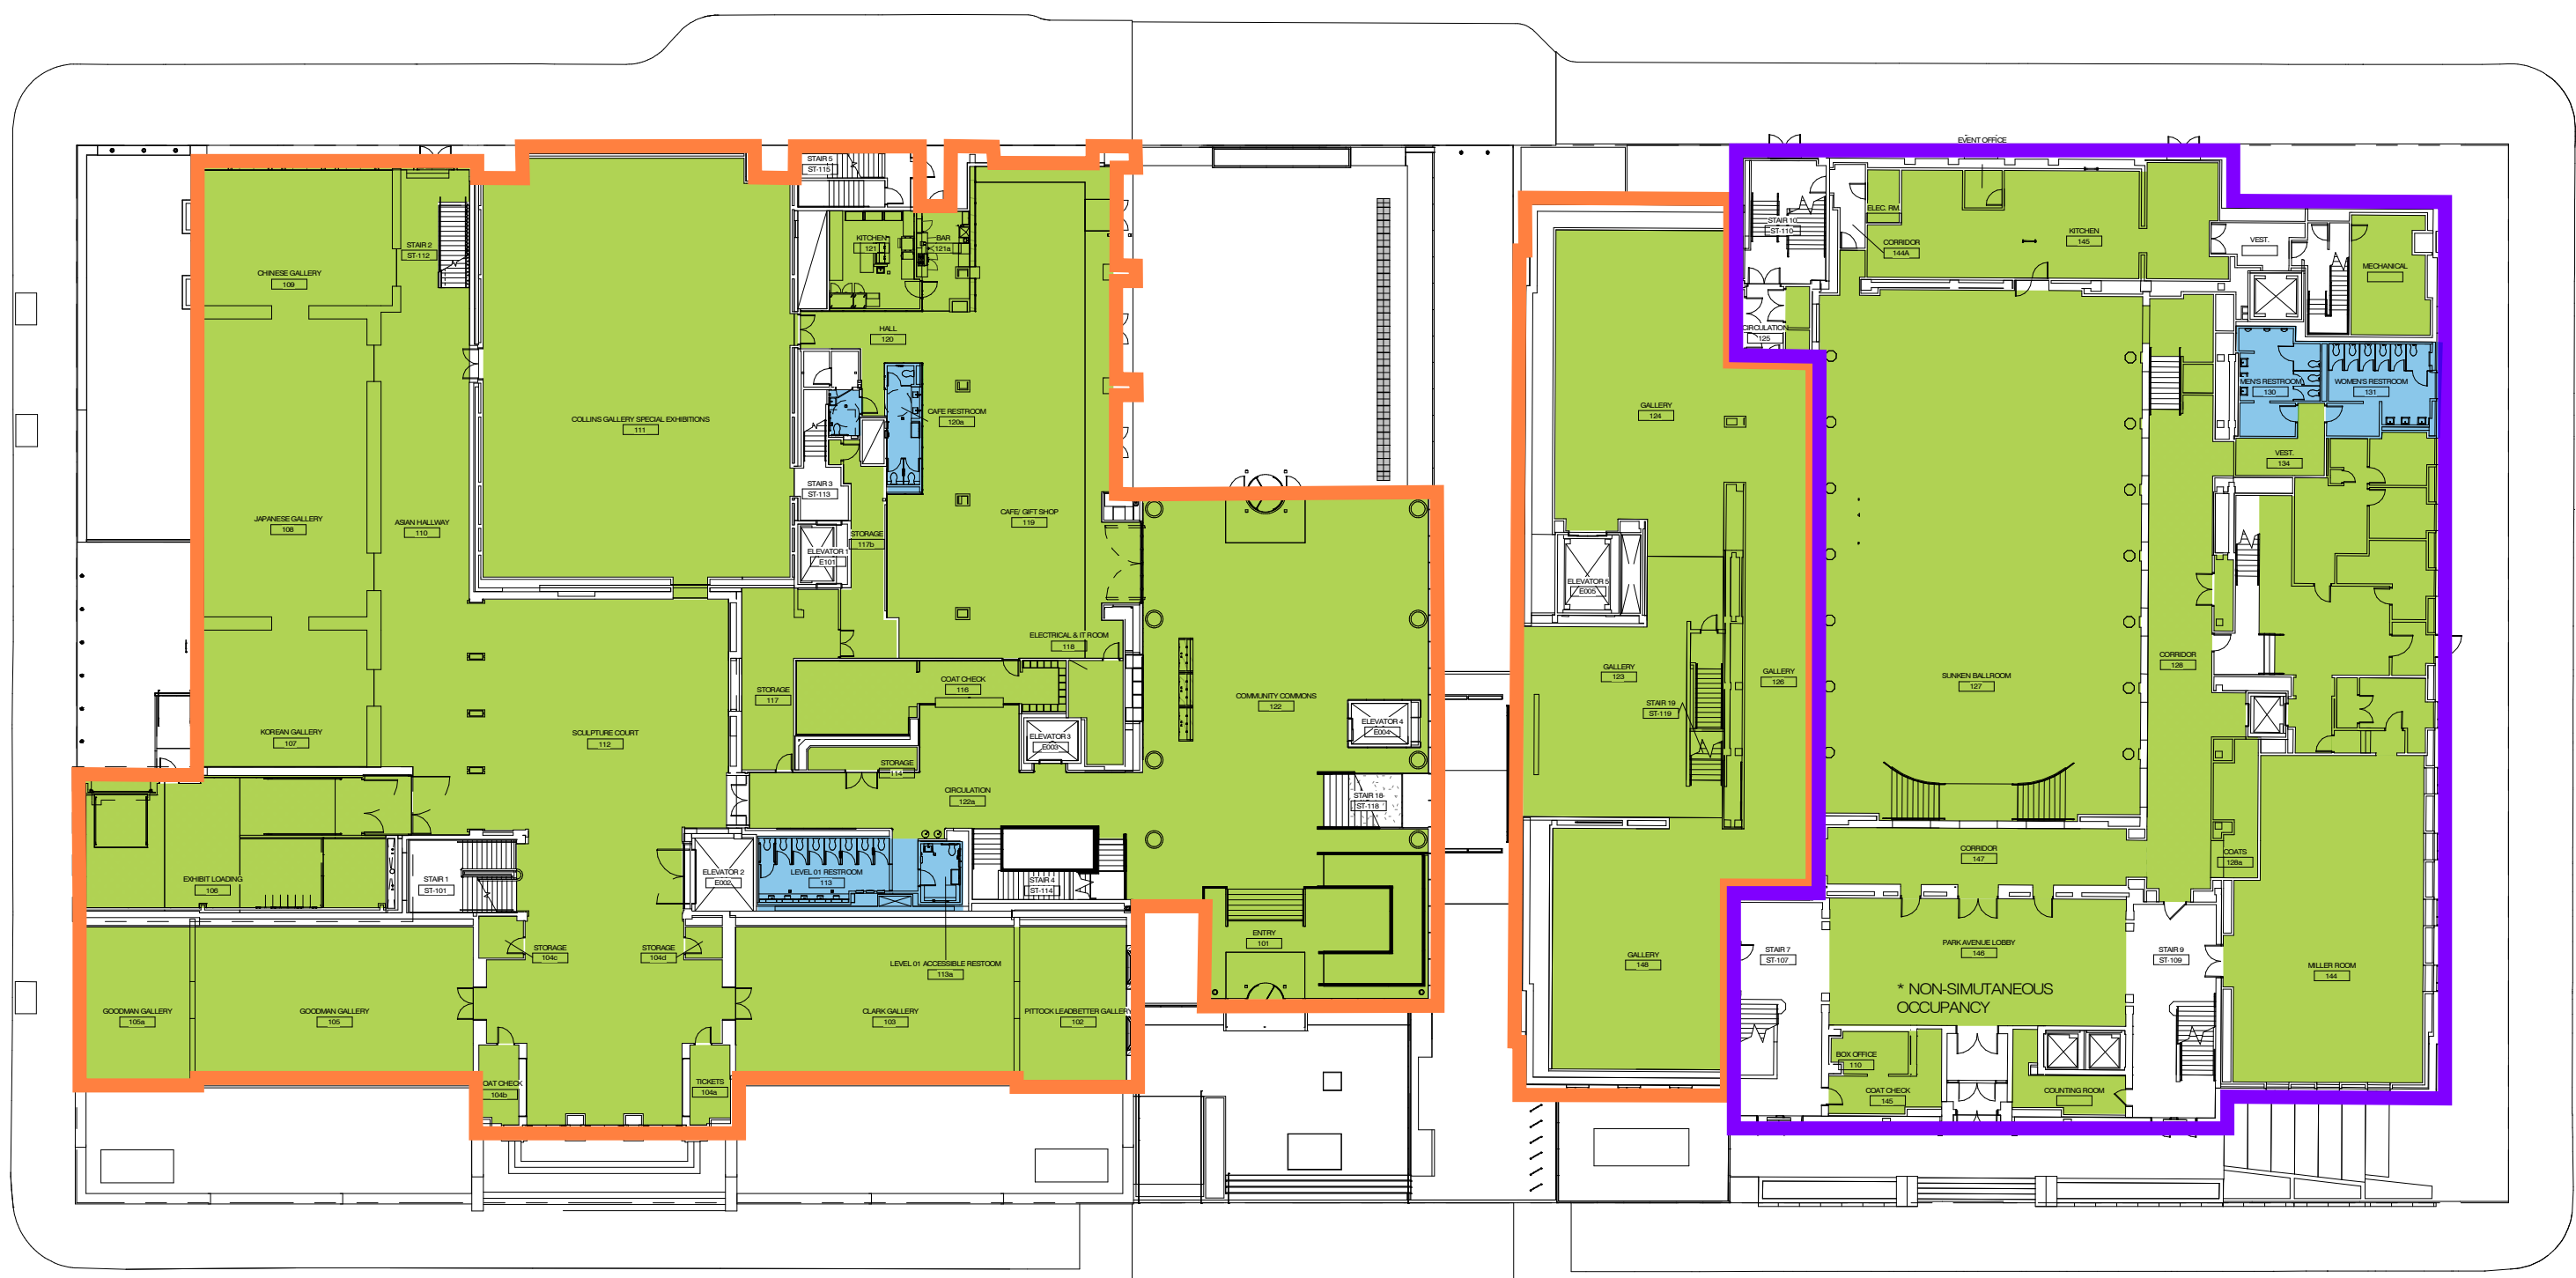 EVENT OFFICE
STAIR 5
ST-115
STAIR 2
ST-112
CHINESE GALLERY
109
KITCHEN
121
BAR
121a
HALL
120
COLLINS GALLERY SPECIAL EXHIBITIONS
111
CAFE RESTROOM
120a
STAIR 3
ST-113
JAPANESE GALLERY
108
ASIAN HALLWAY
110
CAFE/ GIFT SHOP
119
STORAGE
117b
ELEVATOR 1
E101
ELECTRICAL & IT ROOM
118
COAT CHECK
116
STORAGE
117
COMMUNITY COMMONS
122
ELEVATOR 4
E004
ELEVATOR 3
E003
KOREAN GALLERY
107
SCULPTURE COURT
112
STORAGE
114
CIRCULATION
122a
STAIR 18
ST-118
EXHIBIT LOADING
106
STAIR 1
ST-101
ELEVATOR 2
E002
LEVEL 01 RESTROOM
113
STAIR 4
ST-114
STORAGE
104c
STORAGE
104d
LEVEL 01 ACCESSIBLE RESTOOM
113a
ENTRY
101
GOODMAN GALLERY
105a
GOODMAN GALLERY
105
CLARK GALLERY
103
PITTOCK LEADBETTER GALLERY
102
OAT CHECK
104b
TICKETS
104a
STAIR 10
ST-110
ELEC. RM.
CORRIDOR
144A
KITCHEN
145
VEST.
MECHANICAL
CIRCULATION
125
MEN'S RESTROOM
130
WOMEN'S RESTROOM
131
GALLERY
124
VEST.
134
ELEVATOR 5
E005
GALLERY
123
STAIR 19
ST-119
GALLERY
126
SUNKEN BALLROOM
127
CORRIDOR
128
CORRIDOR
147
COATS
128a
GALLERY
148
STAIR 7
ST-107
PARK AVENUE LOBBY
146
STAIR 9
ST-109
MILLER ROOM
144
* NON-SIMUTANEOUS
OCCUPANCY
BOX OFFICE
110
COAT CHECK
145
COUNTING ROOM